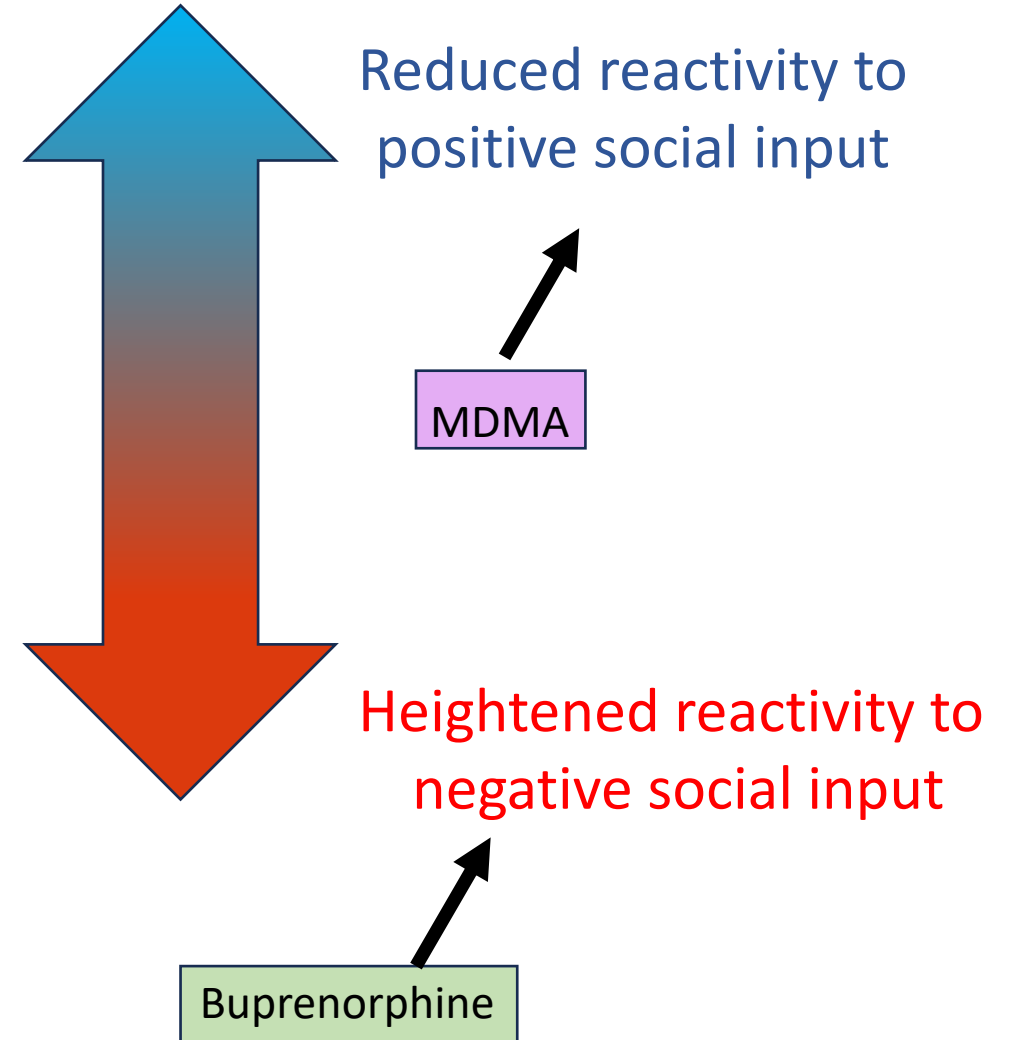 Reduced reactivity to
positive social input
MDMA
Heightened reactivity to
negative social input
Buprenorphine